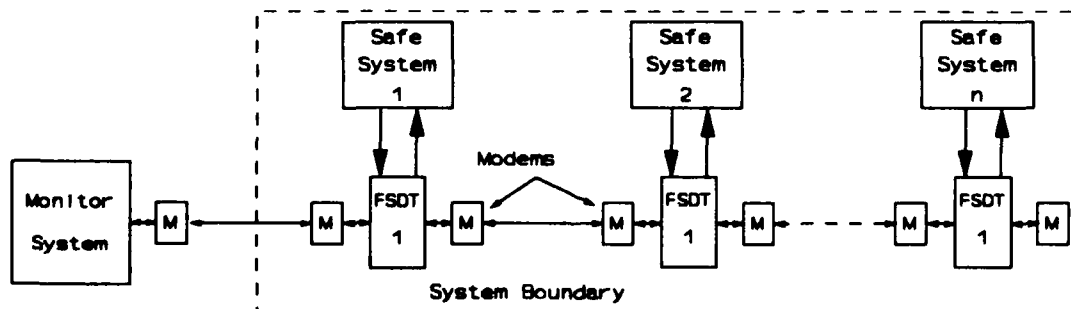 Safe
System
1
Safe
System
2
Safe
System
n
Modems
Monitor
System
M
M
FSDT
1
M
M
FSDT
1
M
M
FSDT
1
M
System Boundary